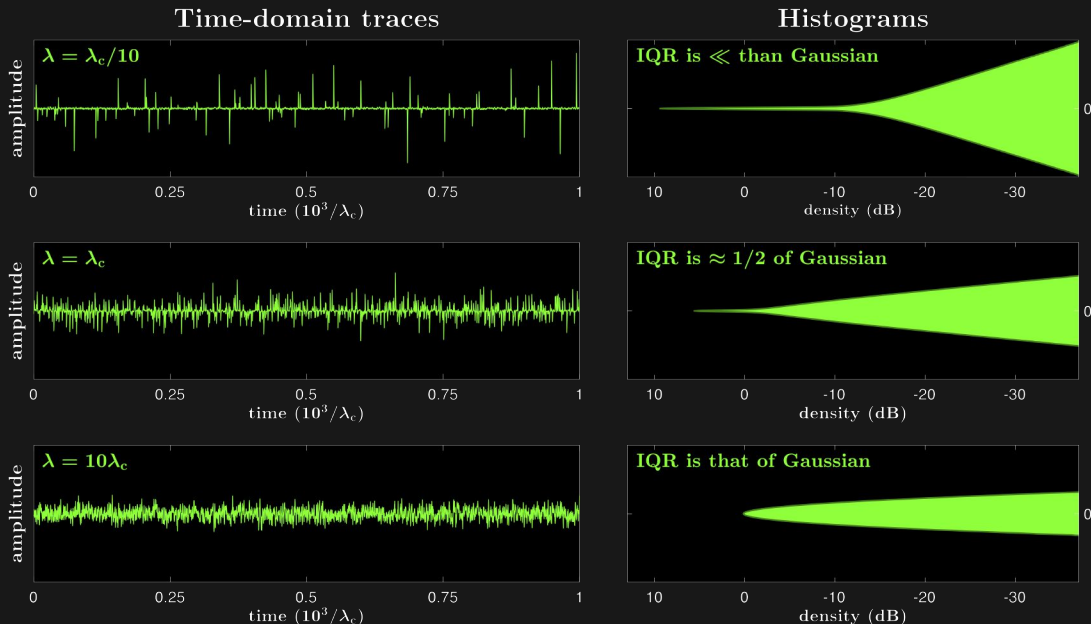 Time-domain traces
Histograms
amplitude
λ = λc/10
0 0.25 0.5 0.75 1
time (10³/λc)
IQR is ≪ than Gaussian
0
10 0 -10 -20 -30
density (dB)
amplitude
λ = λc
0 0.25 0.5 0.75 1
time (10³/λc)
IQR is ≈ 1/2 of Gaussian
0
10 0 -10 -20 -30
density (dB)
amplitude
λ = 10λc
0 0.25 0.5 0.75 1
time (10³/λc)
IQR is that of Gaussian
0
10 0 -10 -20 -30
density (dB)